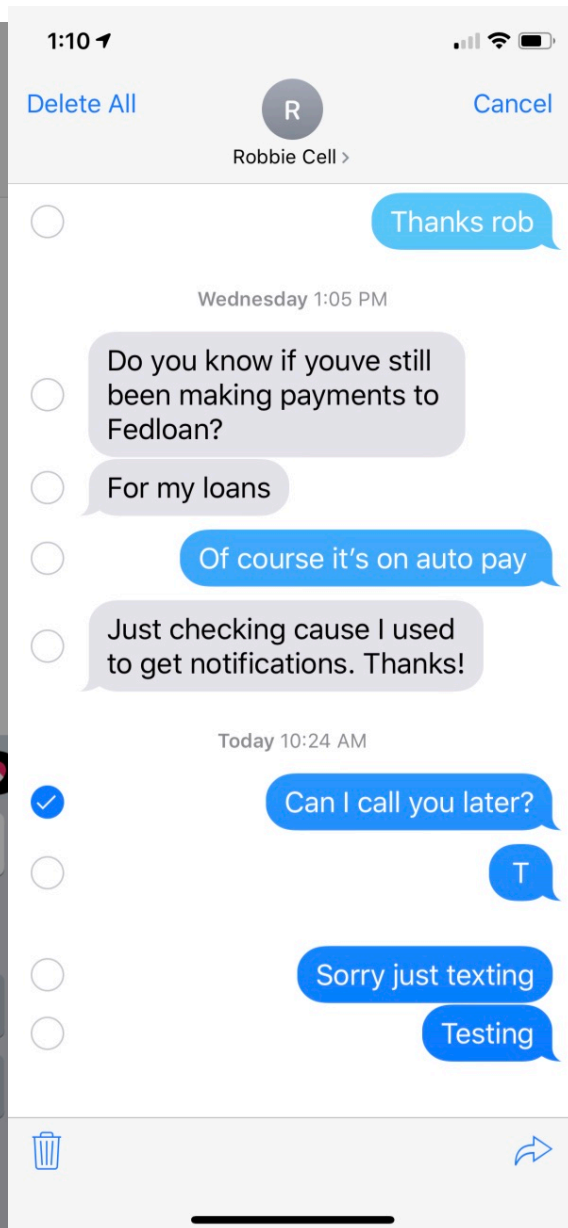 1:10
Delete All
R
Cancel
Robbie Cell >
Thanks rob
Wednesday 1:05 PM
Do you know if youve still
been making payments to
Fedloan?
For my loans
Of course it’s on auto pay
Just checking cause I used
to get notifications. Thanks!
Today 10:24 AM
Can I call you later?
T
Sorry just texting
Testing